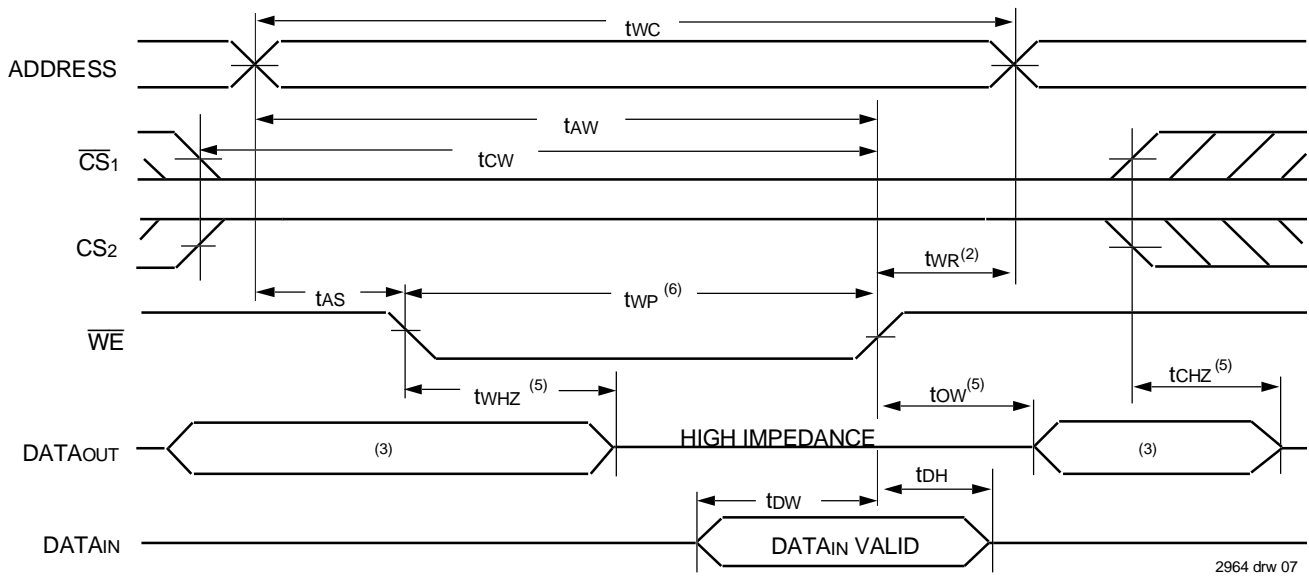 tWC
ADDRESS
tAW
CS1
tCW
CS2
tWR(2)
tAS
tWP (6)
WE
tWHZ (5)
tOW(5)
tCHZ(5)
DATAOUT
(3)
HIGH IMPEDANCE
(3)
tDW
tDH
DATAIN
DATAIN VALID
2964 drw 07